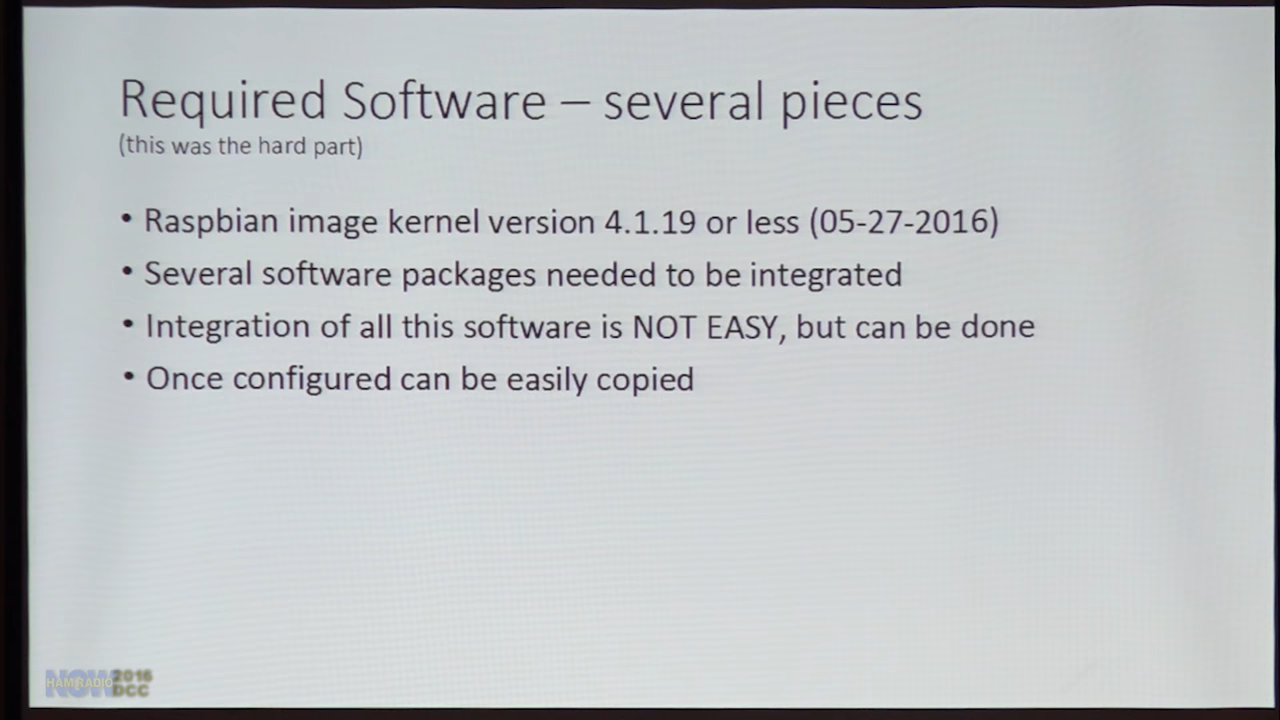 Required Software – several pieces
(this was the hard part)
• Raspbian image kernel version 4.1.19 or less (05-27-2016)
• Several software packages needed to be integrated
• Integration of all this software is NOT EASY, but can be done
• Once configured can be easily copied
NOW 2016
HAM RADIO DCC